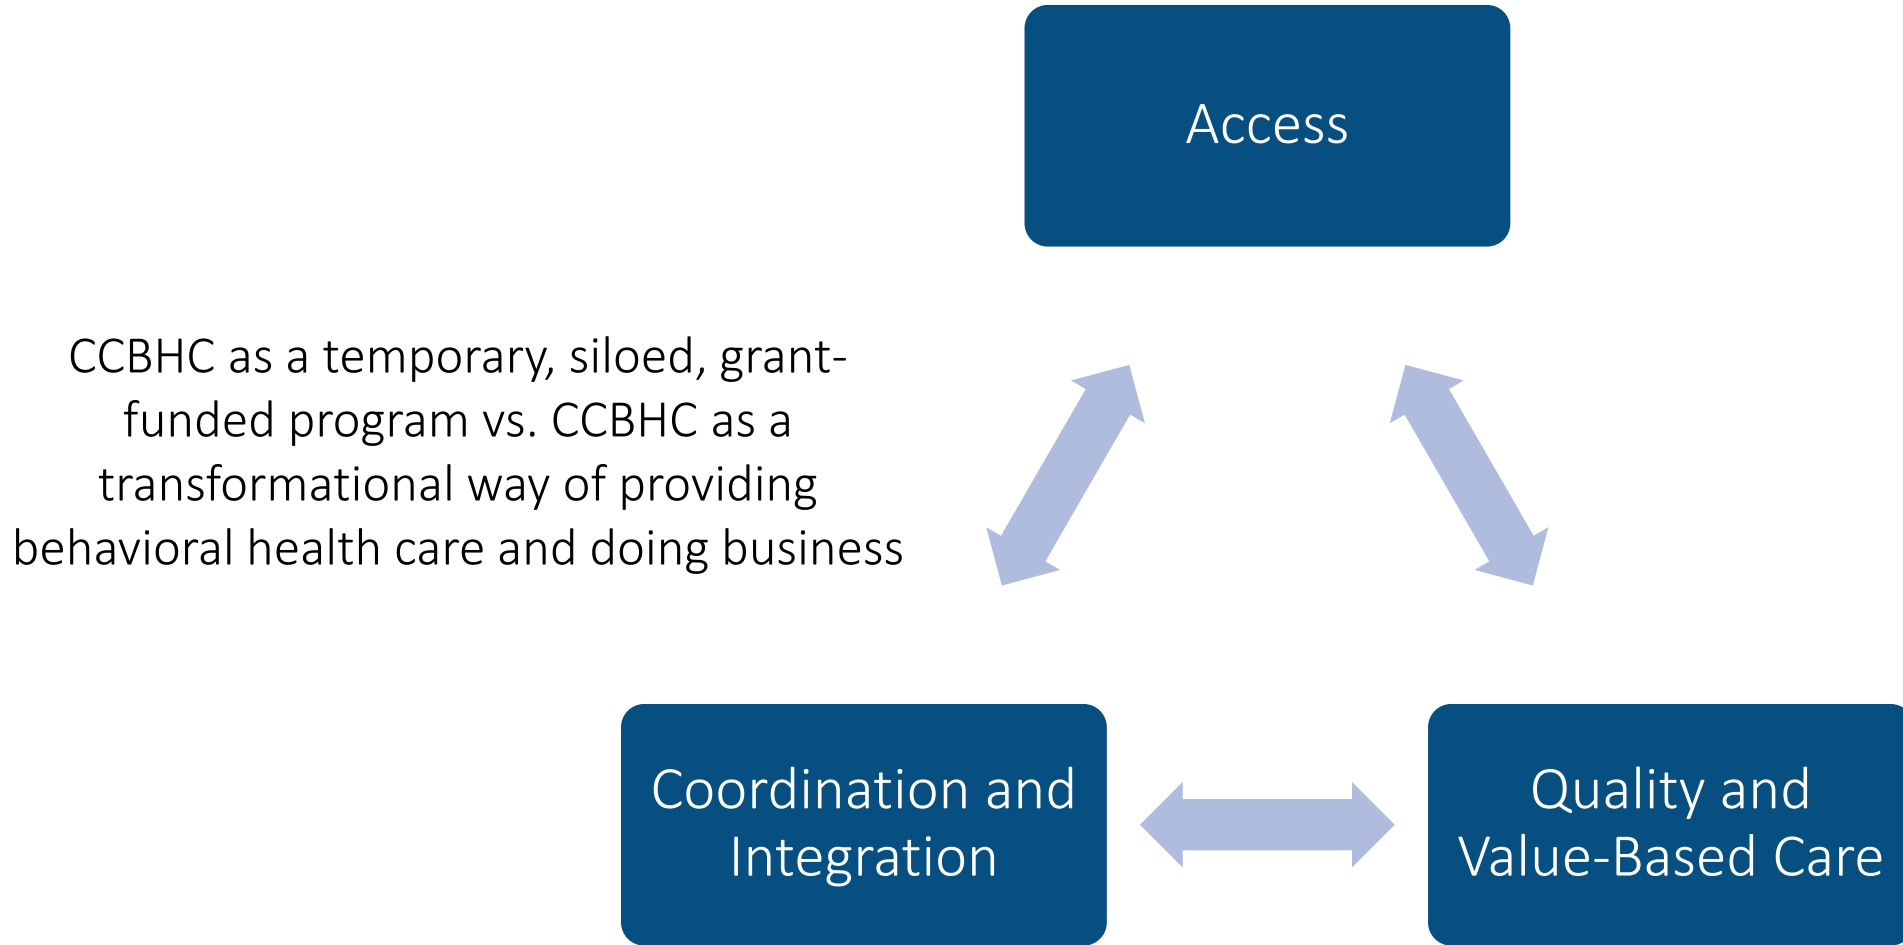 Access
CCBHC as a temporary, siloed, grant-
funded program vs. CCBHC as a
transformational way of providing
behavioral health care and doing business
Coordination and
Integration
Quality and
Value-Based Care